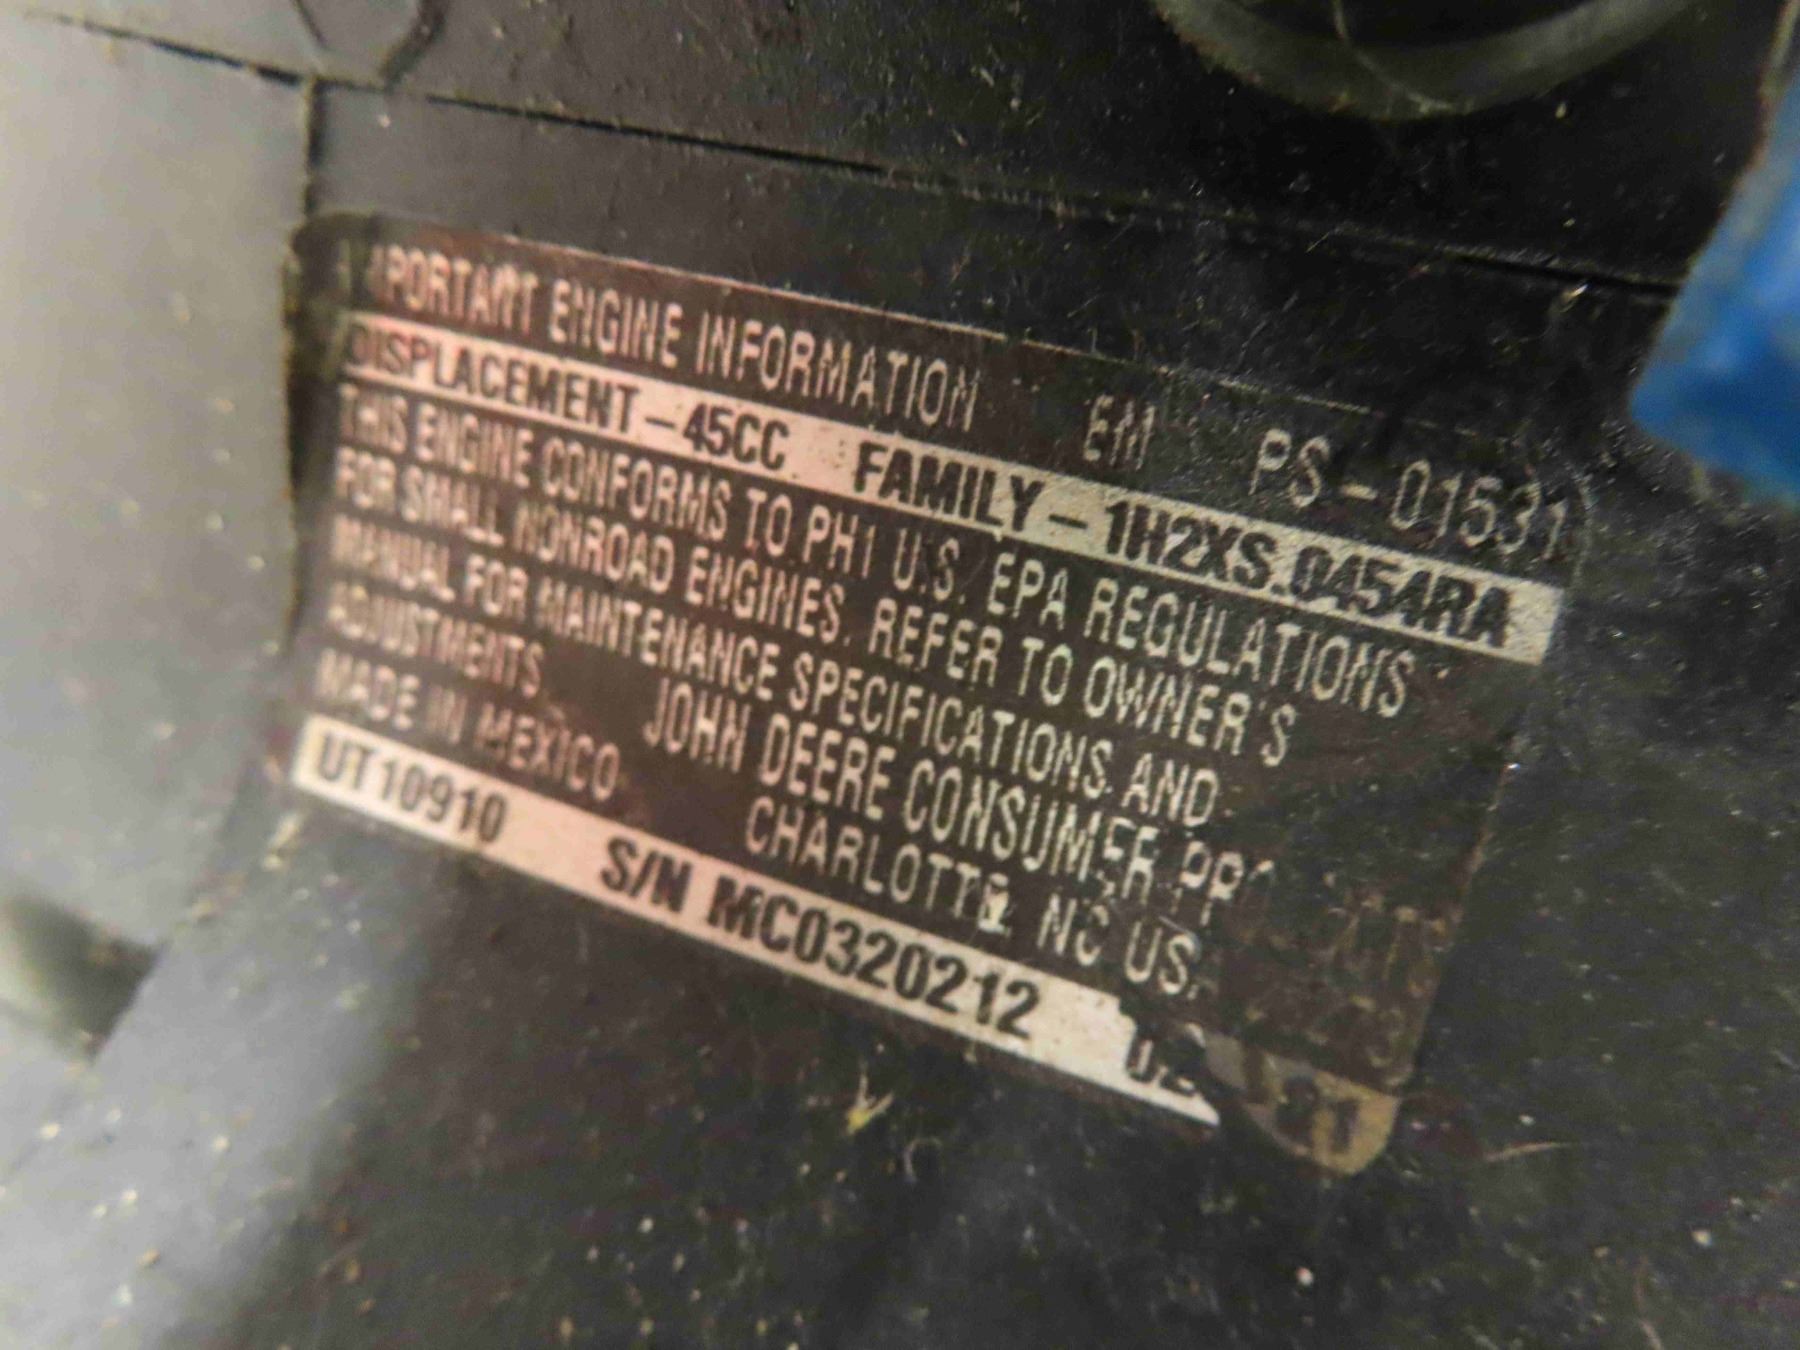 IMPORTANT ENGINE INFORMATION EM PS-01531
DISPLACEMENT-45CC FAMILY-1H2XS.0454RA
THIS ENGINE CONFORMS TO PH1 U.S. EPA REGULATIONS
FOR SMALL NONROAD ENGINES. REFER TO OWNER'S
MANUAL FOR MAINTENANCE SPECIFICATIONS AND
ADJUSTMENTS JOHN DEERE CONSUMER
MADE IN MEXICO CHARLOTTE, NC
UT10910 S/N MC0320212